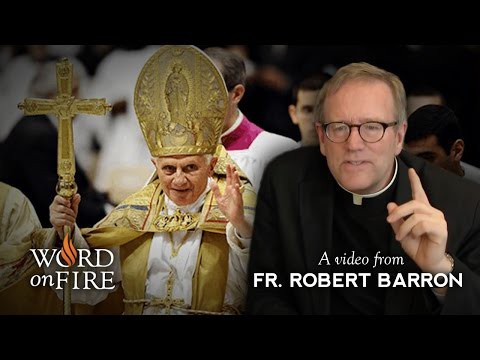 WORD
on FIRE
A video from
FR. ROBERT BARRON